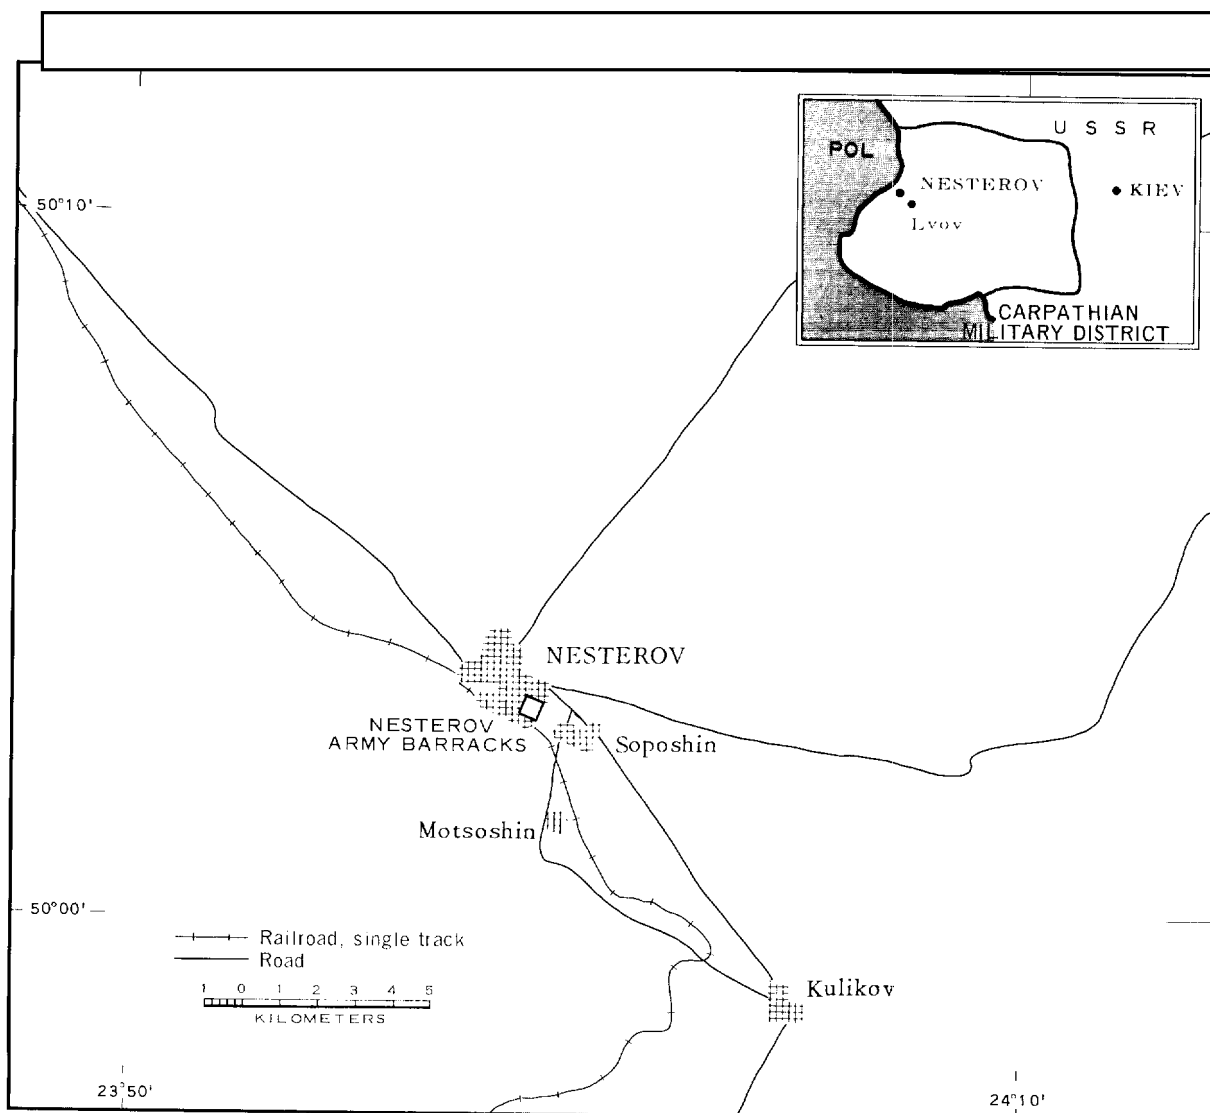 U S S R
POL
NESTEROV
KIEV
Lvov
CARPATHIAN
MILITARY DISTRICT
50°10'
NESTEROV
NESTEROV
ARMY BARRACKS
Soposhin
Motsoshin
50°00'
Railroad, single track
Road
1 0 1 2 3 4 5
KILOMETERS
Kulikov
23°50'
24°10'